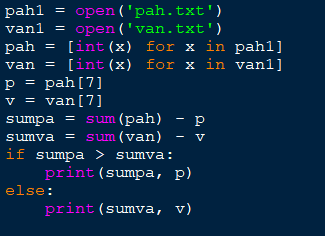 pah1 = open('pah.txt')
van1 = open('van.txt')
pah = [int(x) for x in pah1]
van = [int(x) for x in van1]
p = pah[7]
v = van[7]
sumpa = sum(pah) - p
sumva = sum(van) - v
if sumpa > sumva:
    print(sumpa, p)
else:
    print(sumva, v)